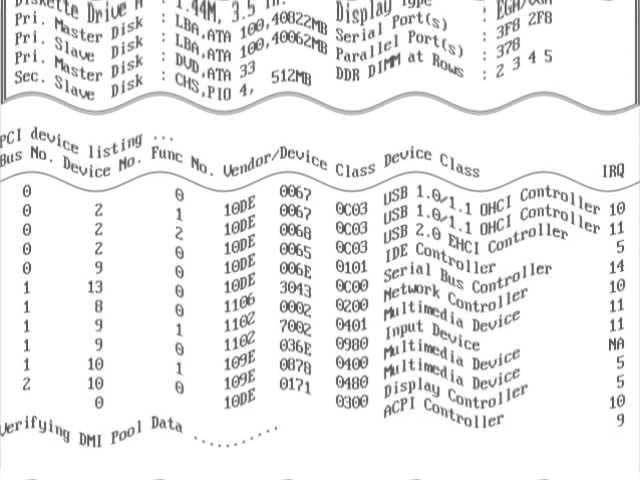 Diskette Drive A : 1.44M, 3.5 in. Display Type : EGA/VGA
Pri. Master Disk : LBA,ATA 100,40822MB Serial Port(s) : 3F8 2F8
Pri. Slave Disk : LBA,ATA 100,40062MB Parallel Port(s) : 378
Pri. Master Disk : DVD,ATA 33 DDR DIMM at Rows : 2 3 4 5
Sec. Slave Disk : CHS,PIO 4, 512MB
PCI device listing ...
Bus No. Device No. Func No. Vendor/Device Class Device Class IRQ
0 2 0 10DE 0067 0C03 USB 1.0/1.1 OHCI Controller 10
0 2 1 10DE 0067 0C03 USB 1.0/1.1 OHCI Controller 11
0 2 2 10DE 0068 0C03 USB 2.0 EHCI Controller 5
0 9 0 10DE 0065 0101 IDE Controller 14
0 13 0 10DE 006E 0C00 Serial Bus Controller 10
1 8 0 1106 3043 0200 Network Controller 11
1 9 0 1102 0002 0401 Multimedia Device 11
1 9 1 1102 7002 0980 Input Device NA
1 10 0 109E 036E 0400 Multimedia Device 5
1 10 1 109E 0878 0480 Multimedia Device 5
2 0 0 10DE 0171 0300 Display Controller 10
ACPI Controller 9
Verifying DMI Pool Data ...........